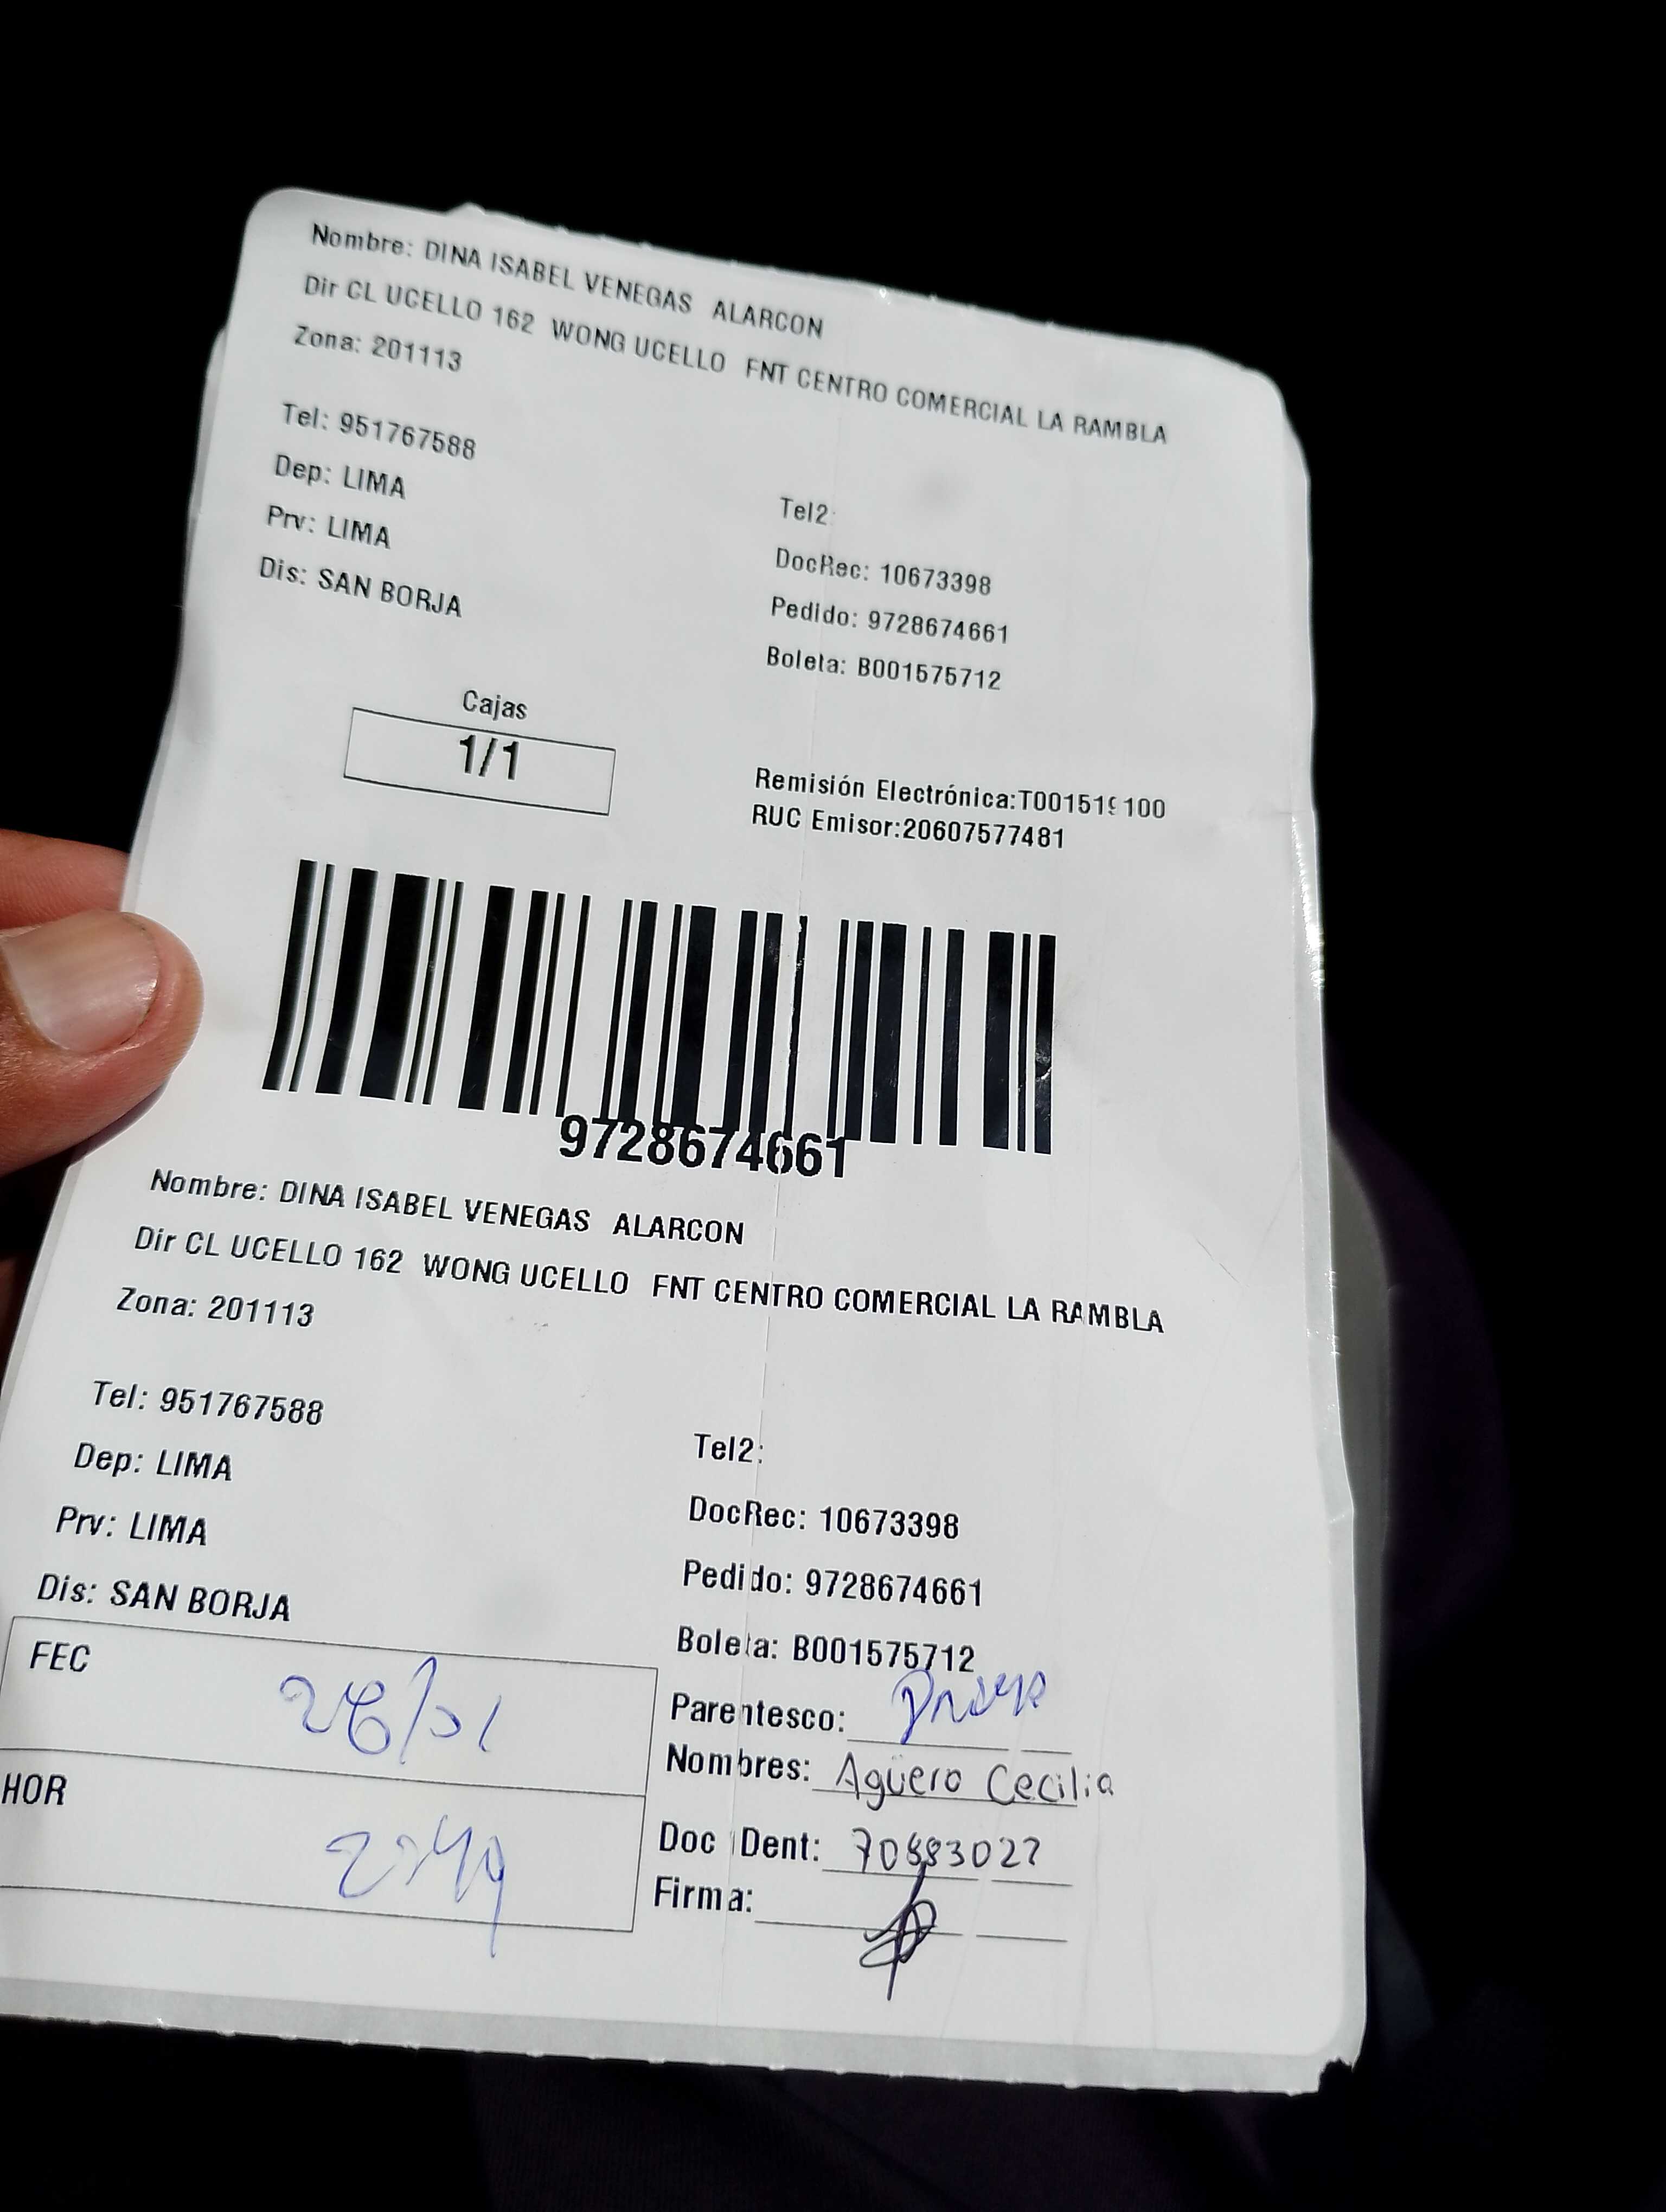 Nombre: DINA ISABEL VENEGAS ALARCON
Dir CL UCELLO 162 WONG UCELLO FNT CENTRO COMERCIAL LA RAMBLA
Zona: 201113
Tel: 951767588
Dep: LIMA
Prv: LIMA
Dis: SAN BORJA
Tel2:
DocRec: 10673398
Pedido: 9728674661
Boleta: B001575712
Cajas
1/1
Remisión Electrónica:T001519100
RUC Emisor:20607577481
9728674661
Nombre: DINA ISABEL VENEGAS ALARCON
Dir CL UCELLO 162 WONG UCELLO FNT CENTRO COMERCIAL LA RAMBLA
Zona: 201113
Tel: 951767588
Dep: LIMA
Prv: LIMA
Dis: SAN BORJA
Tel2:
DocRec: 10673398
Pedido: 9728674661
Boleta: B001575712
FEC
HOR
Parentesco:
Nombres: Agüero Cecilia
Doc IDent: 70883027
Firma: